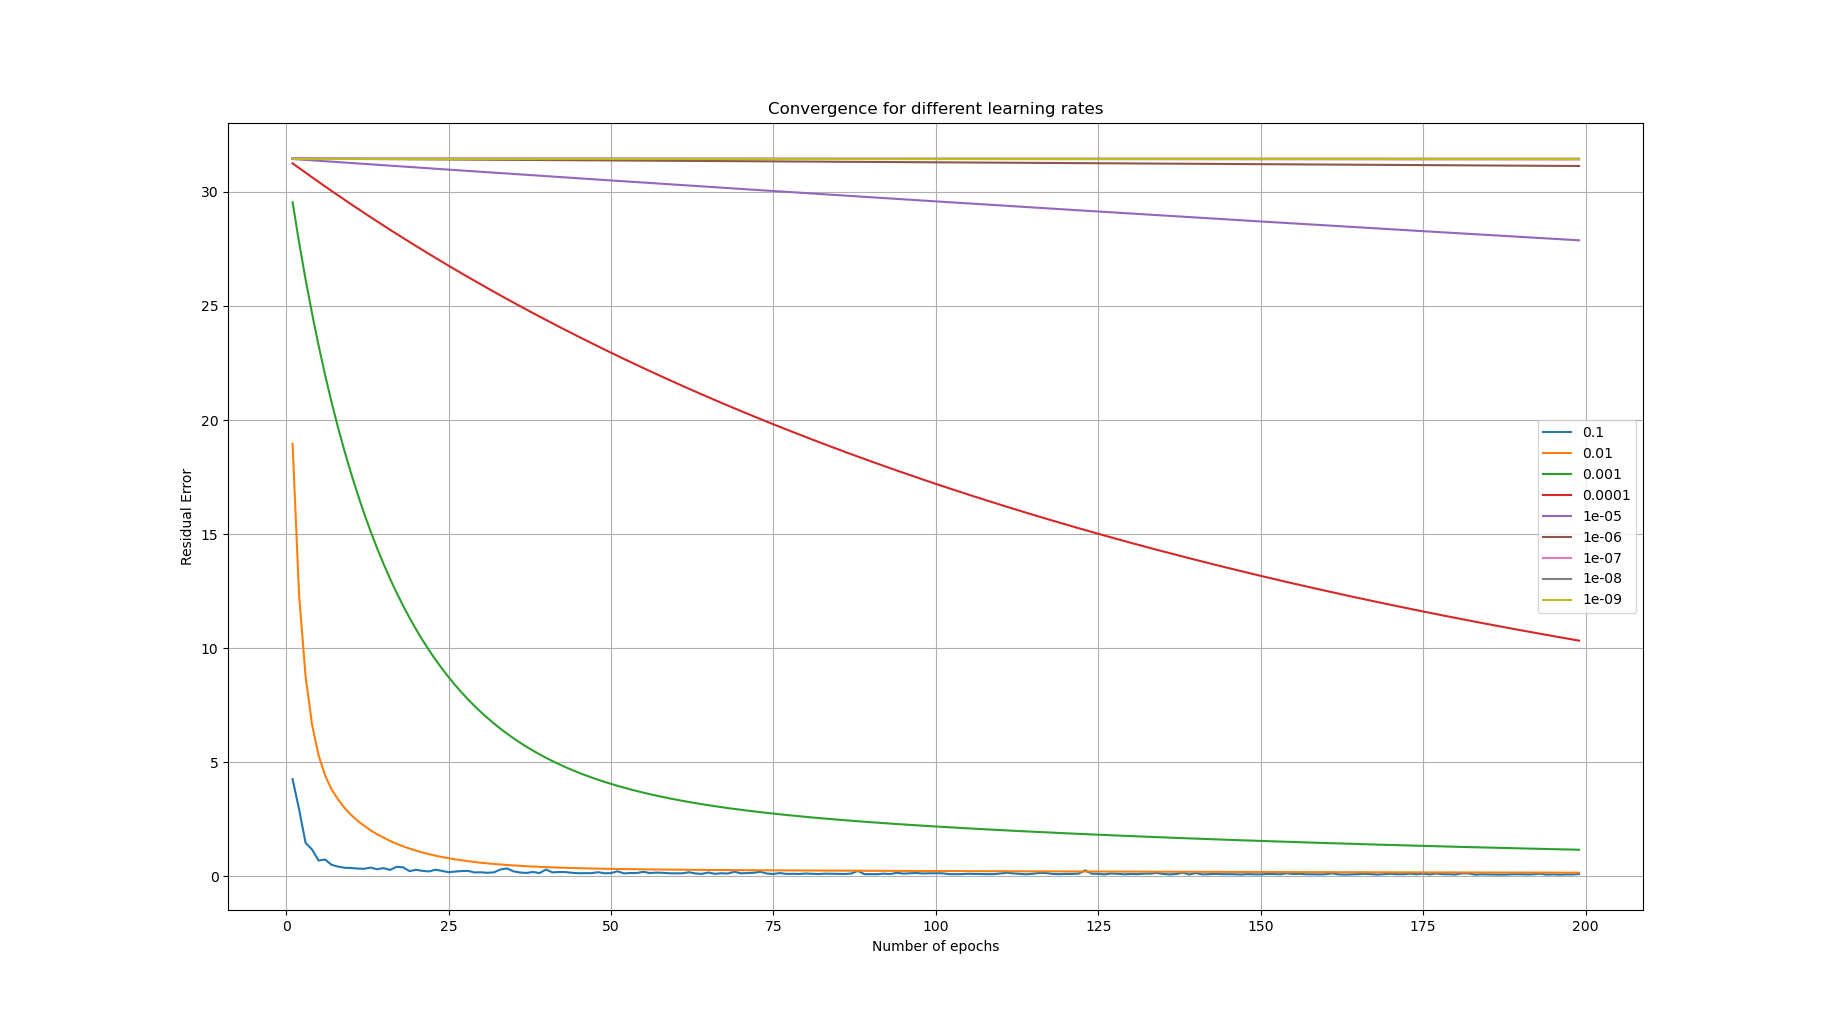 Convergence for different learning rates
Residual Error
30
25
20
15
10
5
0
0 25 50 75 100 125 150 175 200
Number of epochs
0.1
0.01
0.001
0.0001
1e-05
1e-06
1e-07
1e-08
1e-09